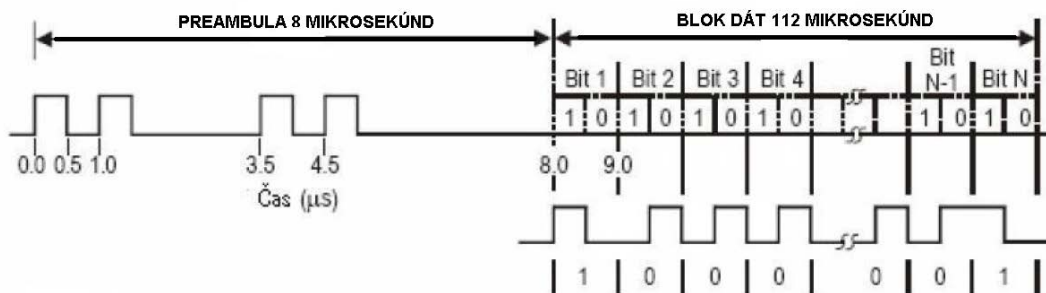 PREAMBULA 8 MIKROSEKÚND
BLOK DÁT 112 MIKROSEKÚND
Bit 1 Bit 2 Bit 3 Bit 4 Bit N-1 Bit N
1 0 1 0 1 0 1 0 1 0 1 0
0.0 0.5 1.0 3.5 4.5 8.0 9.0
Čas (µs)
1 0 0 0 0 0 1